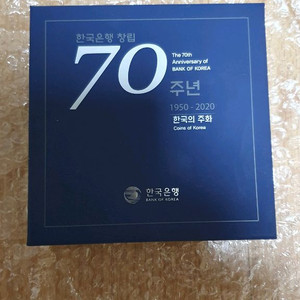 한국은행 창립
70
The 70th
Anniversary of
BANK OF KOREA
주년
1950 - 2020
한국의 주화
Coins of Korea
한국은행
BANK OF KOREA